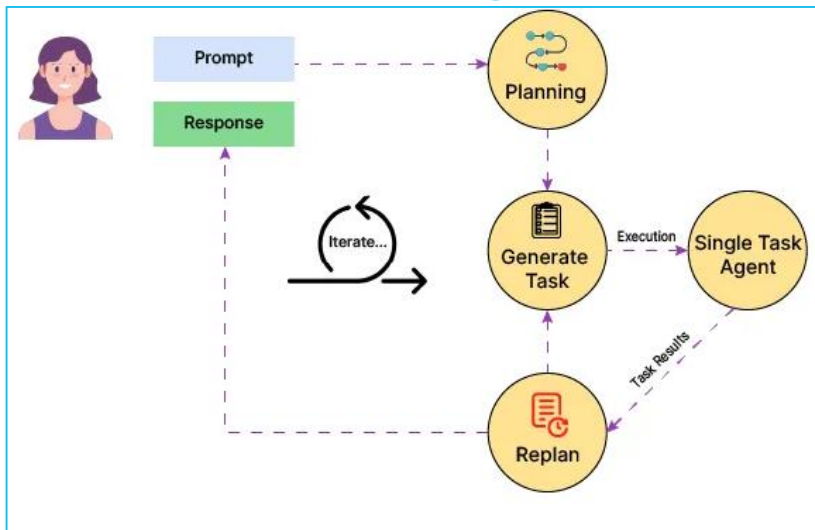 Prompt
Response
Planning
Iterate...
Generate
Task
Execution
Single Task
Agent
Task Results
Replan